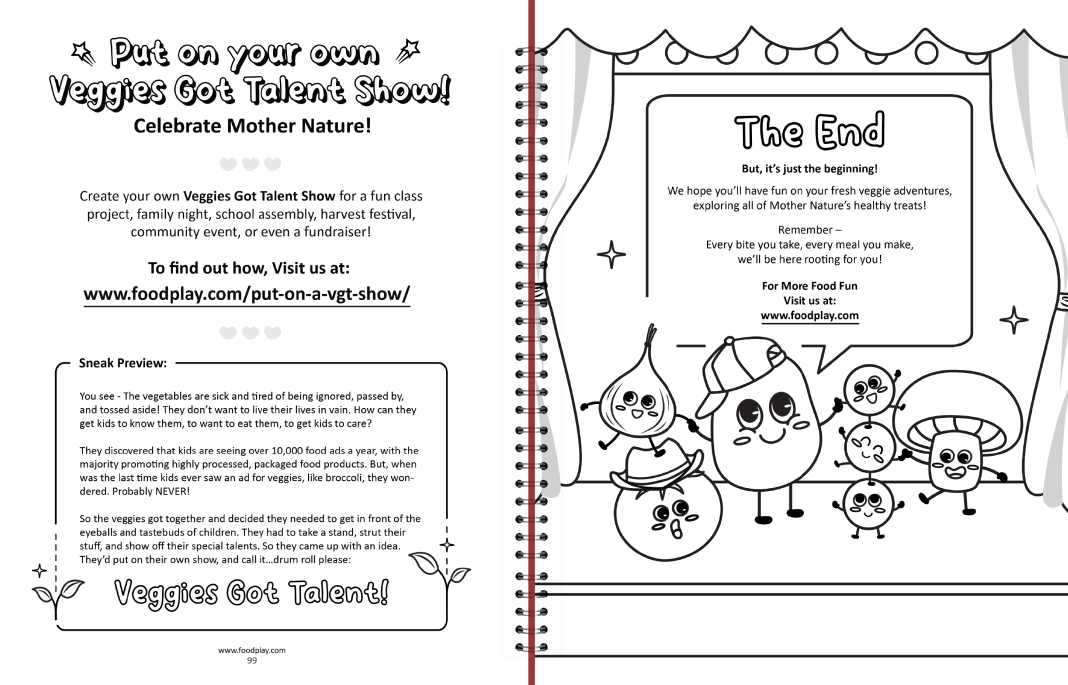 Put on your own
Veggies Got Talent Show!
Celebrate Mother Nature!
Create your own Veggies Got Talent Show for a fun class
project, family night, school assembly, harvest festival,
community event, or even a fundraiser!
To find out how, Visit us at:
www.foodplay.com/put-on-a-vgt-show/
Sneak Preview:
You see - The vegetables are sick and tired of being ignored, passed by,
and tossed aside! They don't want to live their lives in vain. How can they
get kids to know them, to want to eat them, to get kids to care?
They discovered that kids are seeing over 10,000 food ads a year, with the
majority promoting highly processed, packaged food products. But, when
was the last time kids ever saw an ad for veggies, like broccoli, they won-
dered. Probably NEVER!
So the veggies got together and decided they needed to get in front of the
eyeballs and tastebuds of children. They had to take a stand, strut their
stuff, and show off their special talents. So they came up with an idea.
They'd put on their own show, and call it...drum roll please:
Veggies Got Talent!
www.foodplay.com
99
The End
But, it's just the beginning!
We hope you'll have fun on your fresh veggie adventures,
exploring all of Mother Nature's healthy treats!
Remember –
Every bite you take, every meal you make,
we'll be here rooting for you!
For More Food Fun
Visit us at:
www.foodplay.com